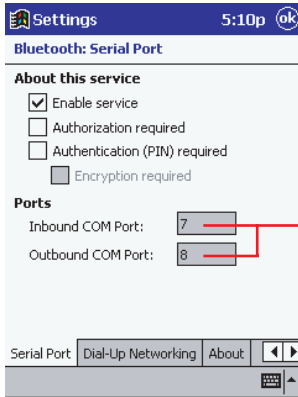 Settings 5:10p ok
Bluetooth: Serial Port
About this service
Enable service
Authorization required
Authentication (PIN) required
Encryption required
Ports
Inbound COM Port: 7
Outbound COM Port: 8
Serial Port Dial-Up Networking About